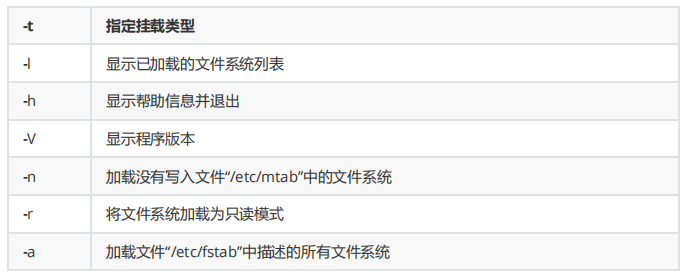 -t 指定挂载类型
-l 显示已加载的文件系统列表
-h 显示帮助信息并退出
-V 显示程序版本
-n 加载没有写入文件“/etc/mtab”中的文件系统
-r 将文件系统加载为只读模式
-a 加载文件“/etc/fstab”中描述的所有文件系统